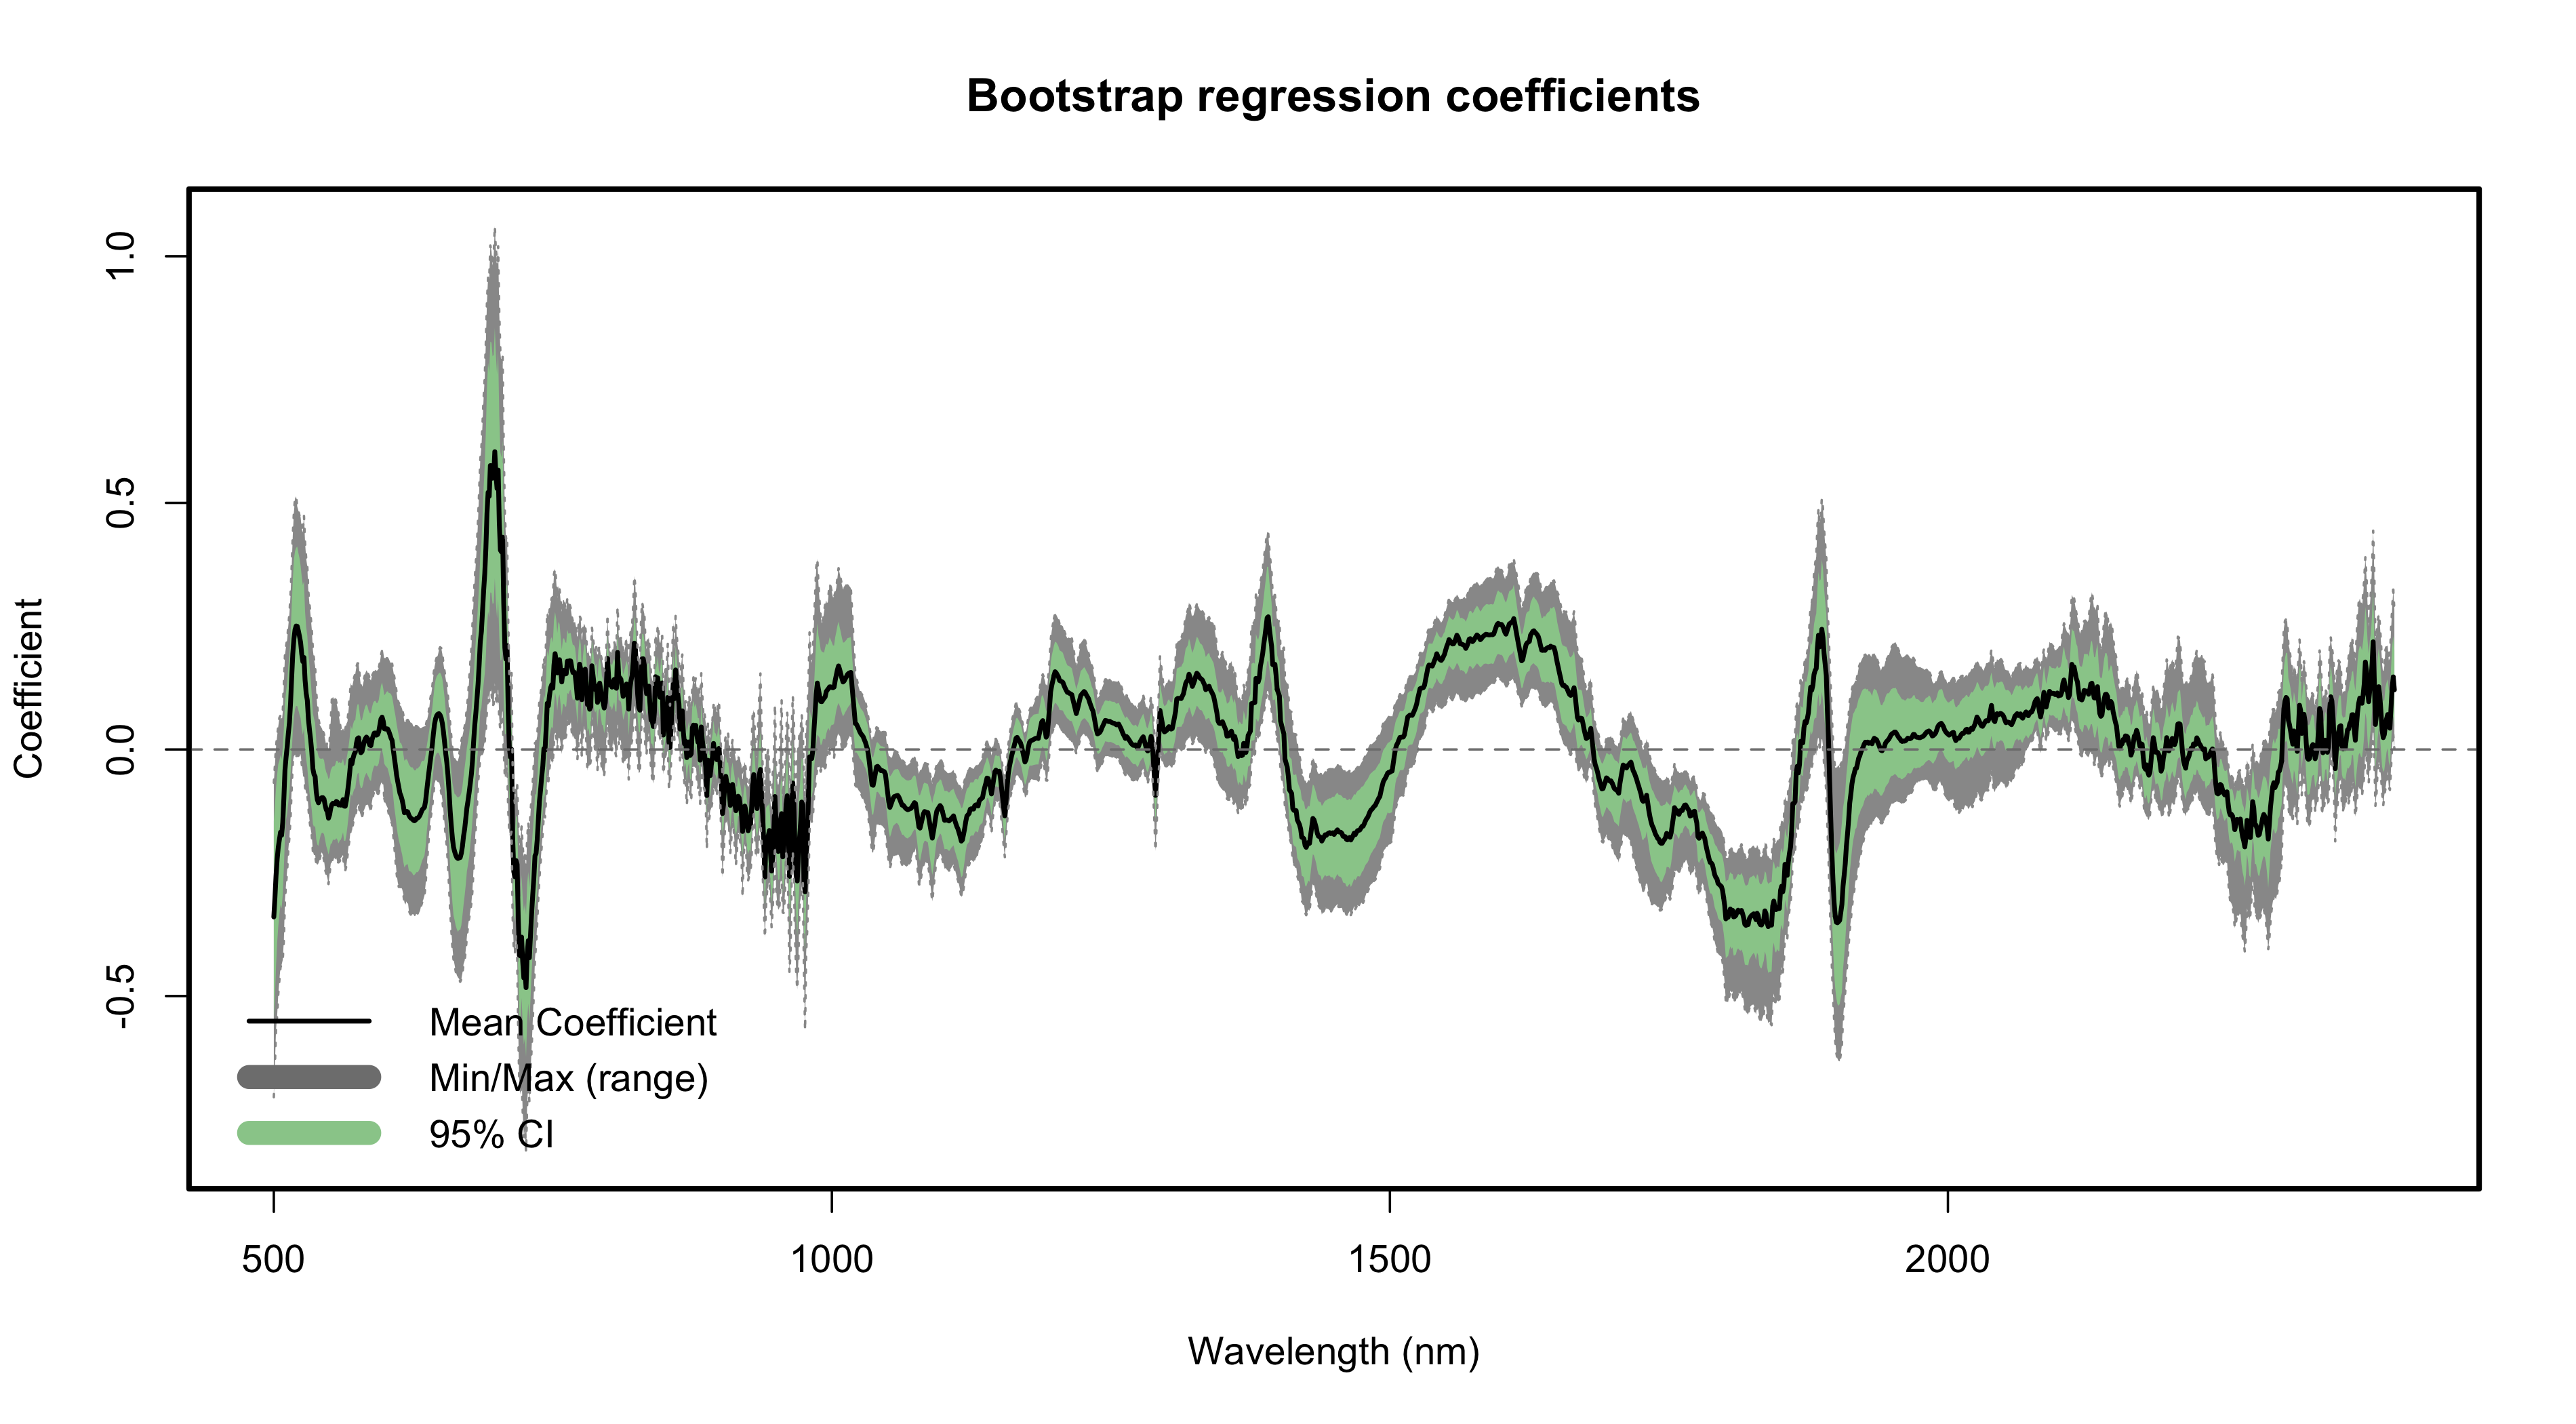 Bootstrap regression coefficients
Coefficient
1.0
0.5
0.0
-0.5
Mean Coefficient
Min/Max (range)
95% CI
500 1000 1500 2000
Wavelength (nm)